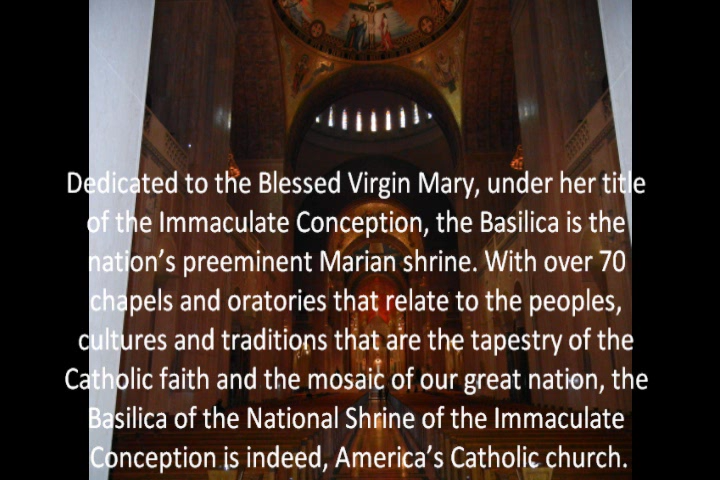 Dedicated to the Blessed Virgin Mary, under her title
of the Immaculate Conception, the Basilica is the
nation's preeminent Marian shrine. With over 70
chapels and oratories that relate to the peoples,
cultures and traditions that are the tapestry of the
Catholic faith and the mosaic of our great nation, the
Basilica of the National Shrine of the Immaculate
Conception is indeed, America's Catholic church.